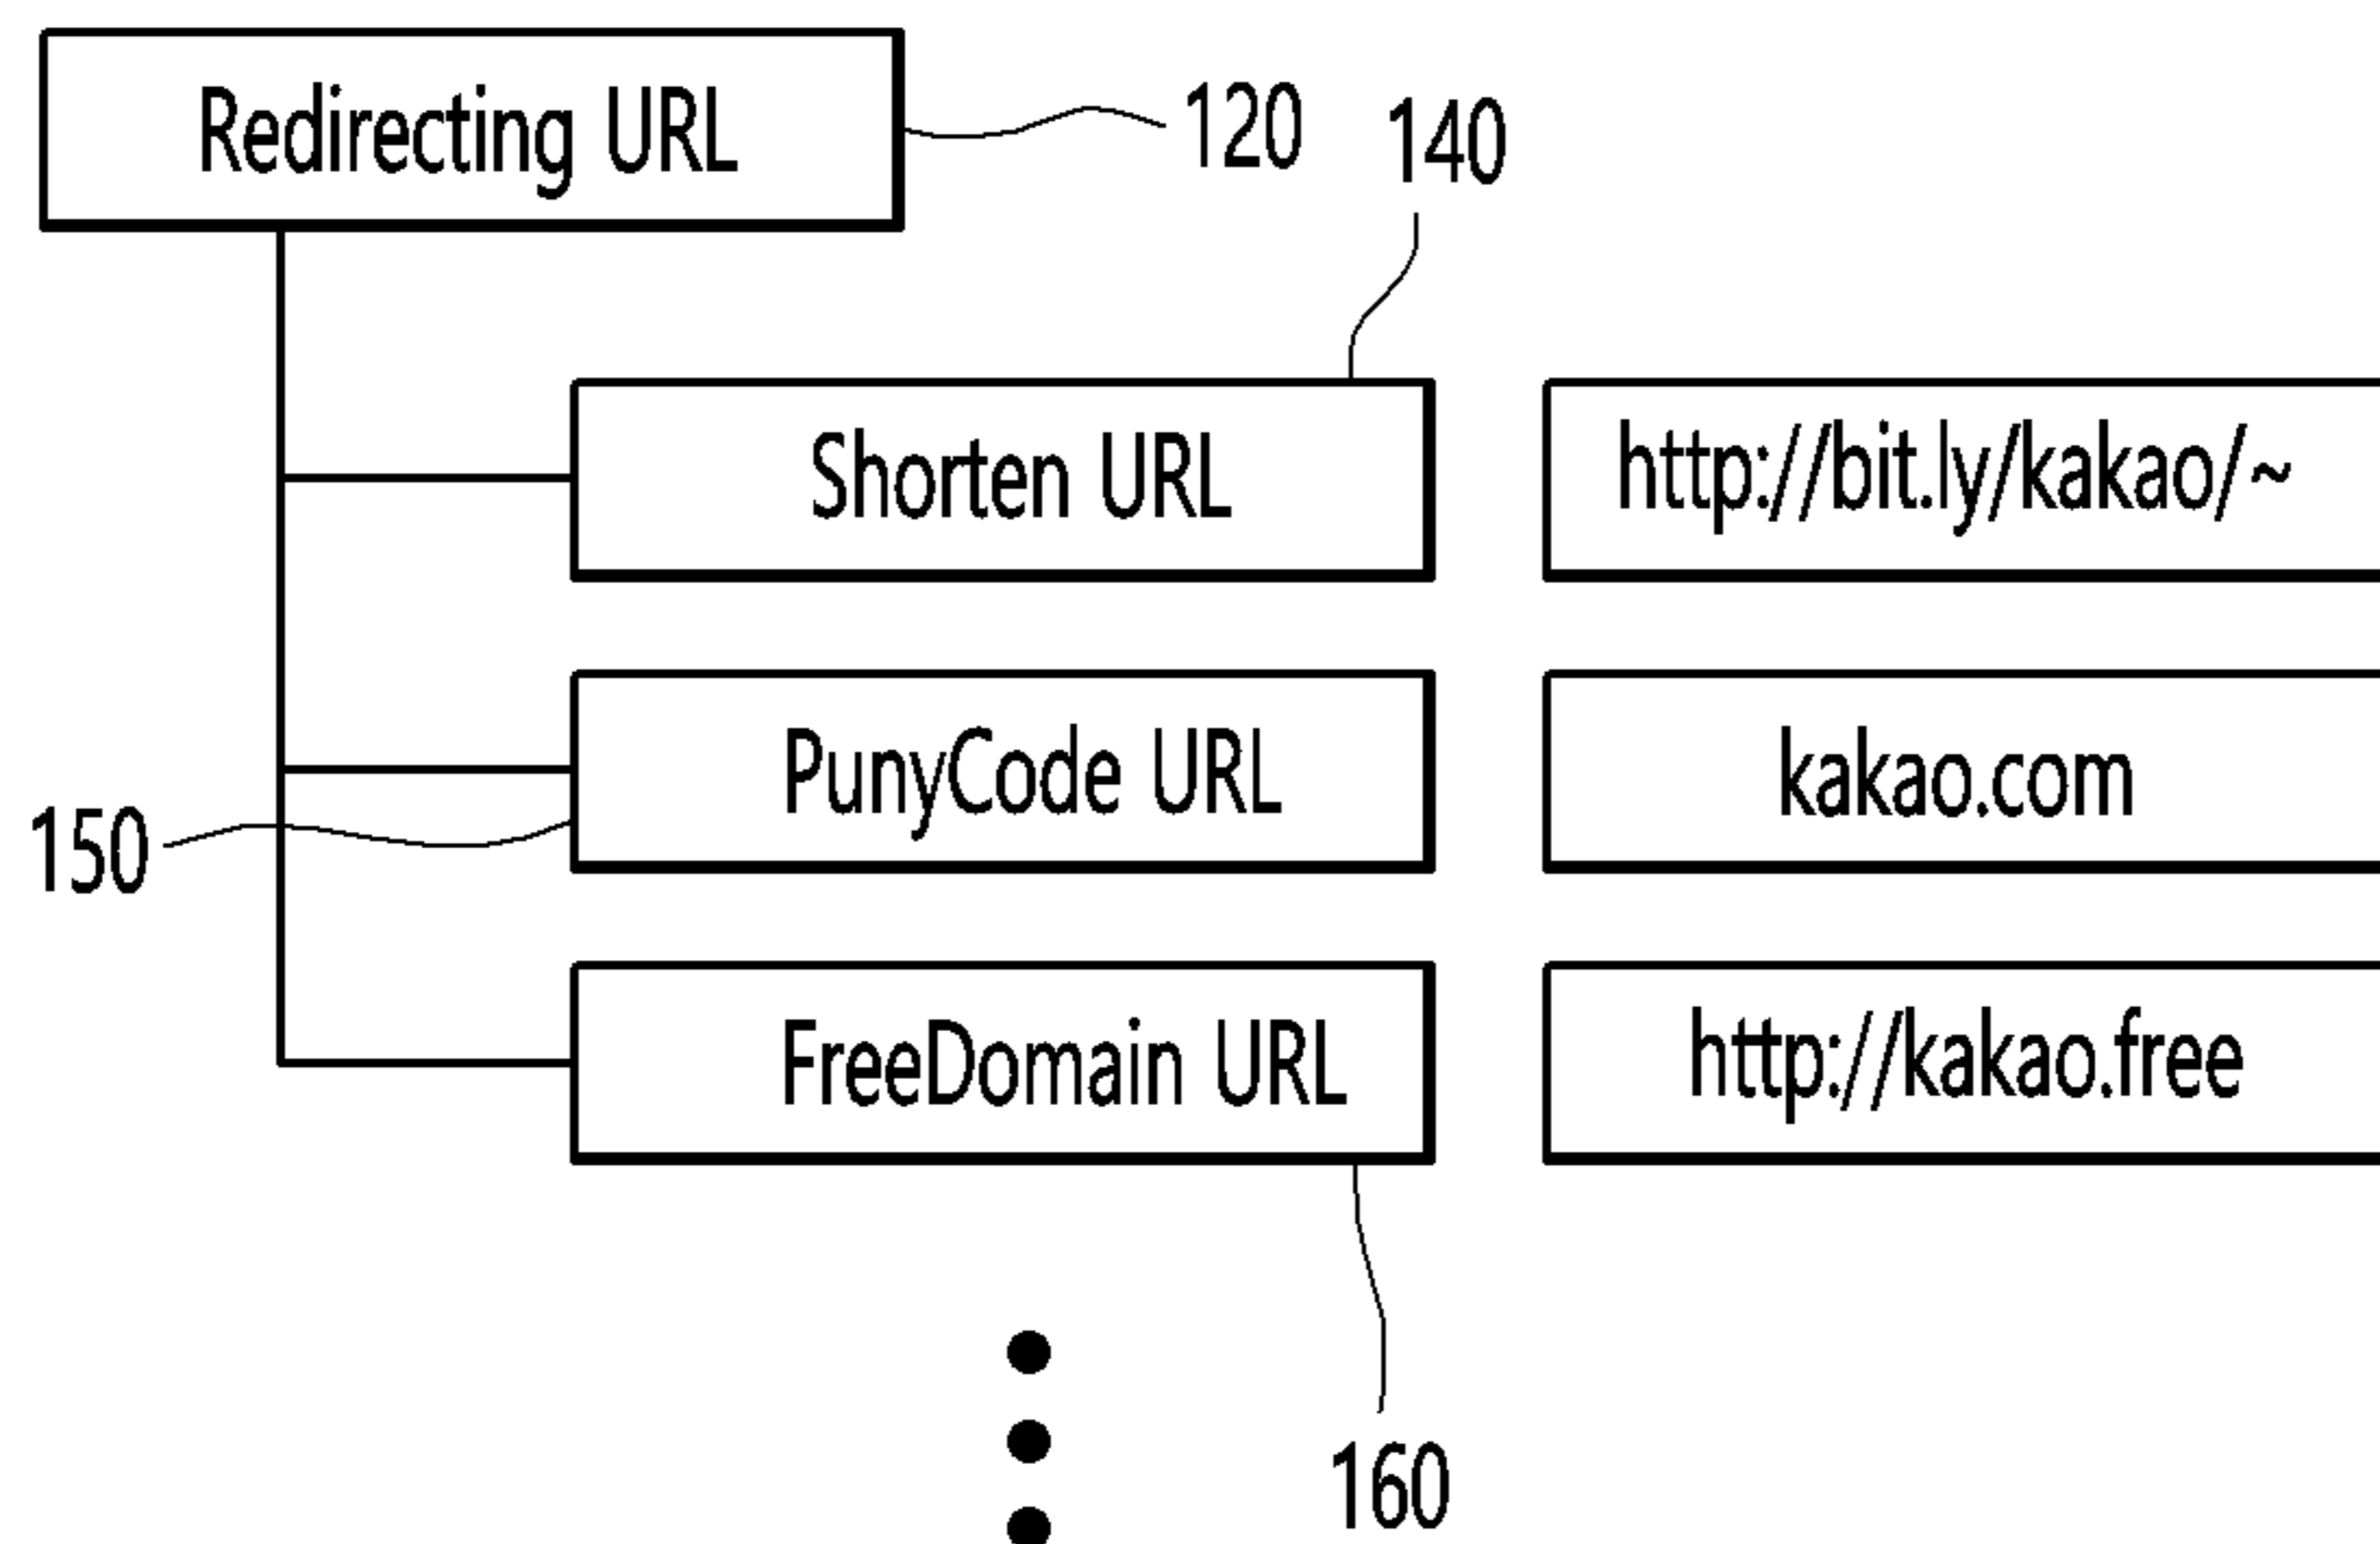 Redirecting URL
120
140
Shorten URL
http://bit.ly/kakao/~
PunyCode URL
kakao.com
150
FreeDomain URL
http://kakao.free
160